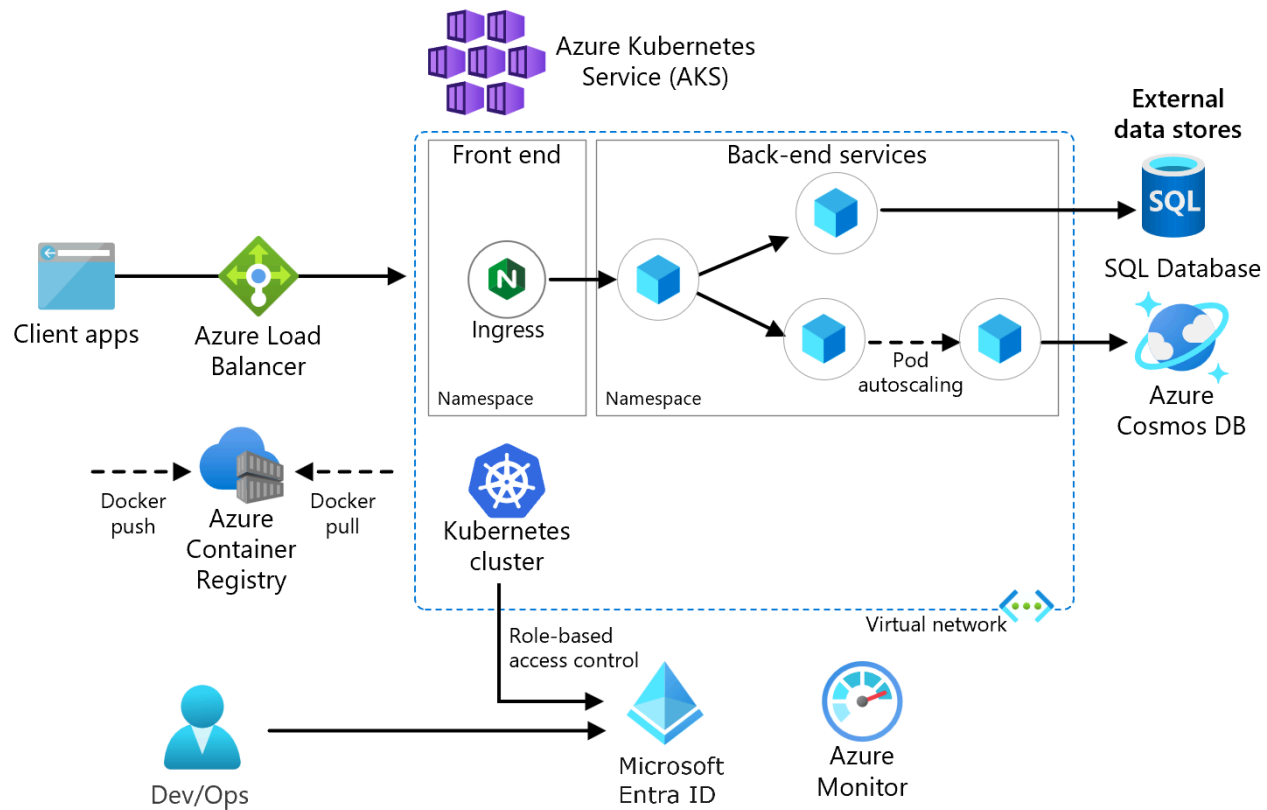 Azure Kubernetes
Service (AKS)
External
data stores
Front end
Back-end services
SQL
SQL Database
Client apps
Azure Load
Balancer
N
Ingress
Pod
autoscaling
Namespace
Namespace
Azure
Cosmos DB
Docker
push
Azure
Container
Registry
Docker
pull
Kubernetes
cluster
Virtual network
Role-based
access control
Dev/Ops
Microsoft
Entra ID
Azure
Monitor